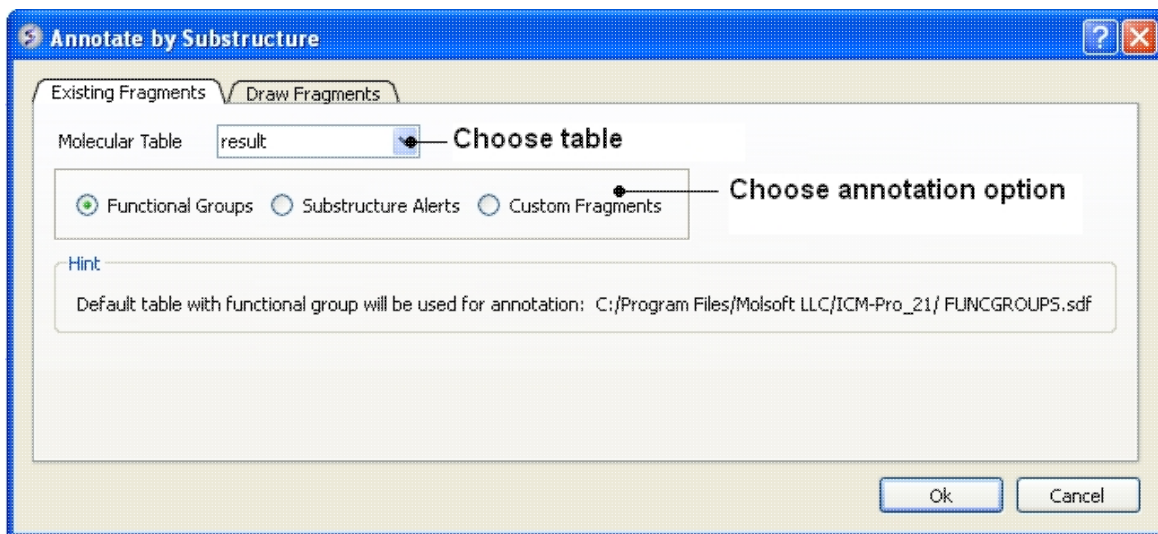 Annotate by Substructure
Existing Fragments Draw Fragments
Molecular Table result Choose table
Functional Groups Substructure Alerts Custom Fragments Choose annotation option
Hint
Default table with functional group will be used for annotation: C:/Program Files/Molsoft LLC/ICM-Pro_21/ FUNCGROUPS.sdf
Ok Cancel